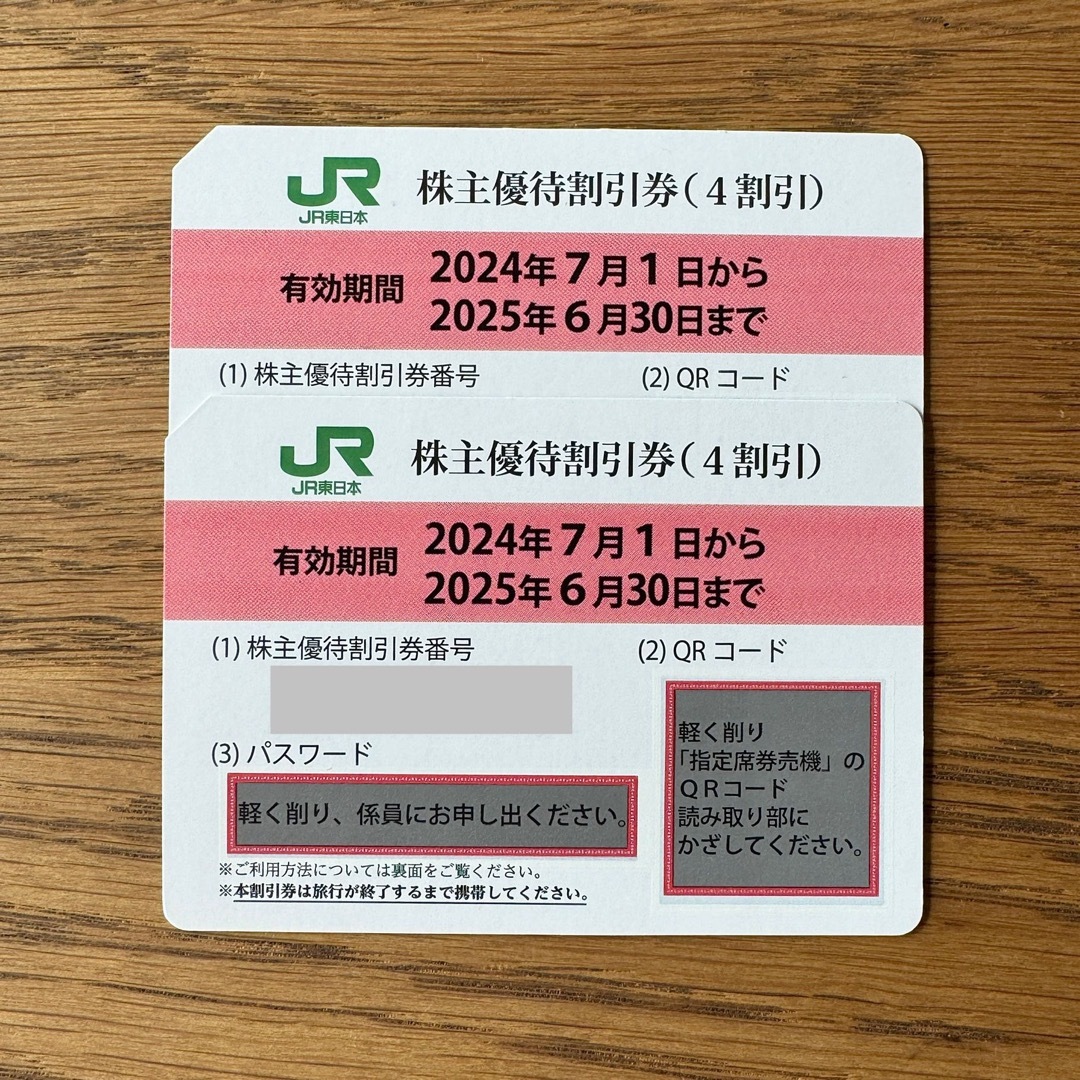 JR
JR東日本
株主優待割引券(4割引)
有効期間
2024年7月1日から
2025年6月30日まで
(1) 株主優待割引券番号
(2) QRコード
JR
JR東日本
株主優待割引券(4割引)
有効期間
2024年7月1日から
2025年6月30日まで
(1) 株主優待割引券番号
(2) QRコード
(3) パスワード
軽く削り、係員にお申し出ください。
軽く削り
「指定席券売機」の
QRコード
読み取り部に
かざしてください。
※ご利用方法については裏面をご覧ください。
※本割引券は旅行が終了するまで携帯してください。